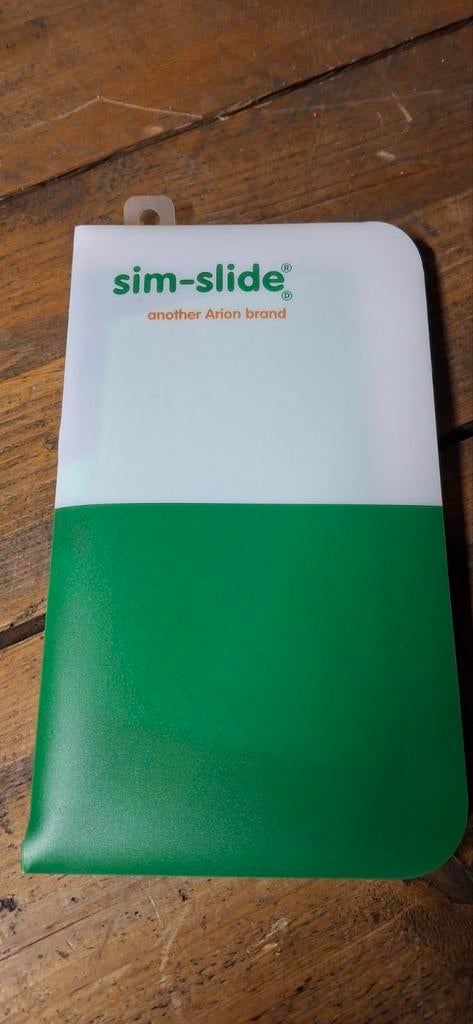 sim-slide® Ⓓ
another Arion brand